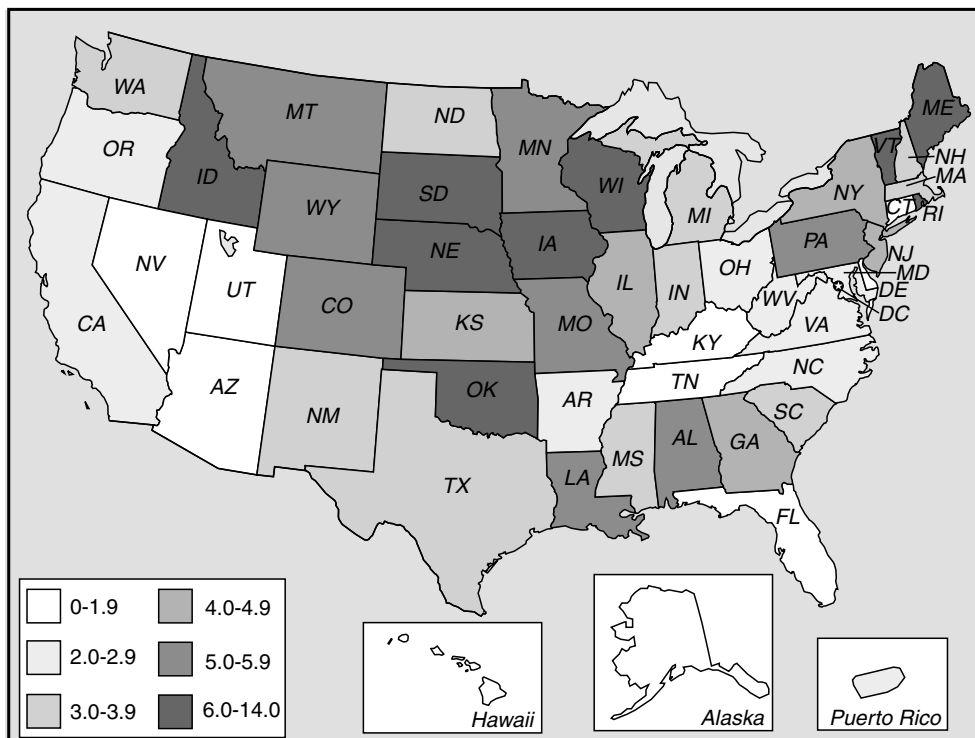 WA
MT
ND
MN
ME
VT
OR
NH
MA
ID
SD
WI
NY
WY
MI
CT
RI
NE
IA
PA
NJ
NV
UT
OH
MD
DE
CO
IL
IN
WV
DC
CA
KS
MO
VA
KY
AZ
NM
OK
AR
TN
NC
SC
MS
AL
GA
TX
LA
FL
0-1.9
4.0-4.9
2.0-2.9
5.0-5.9
3.0-3.9
6.0-14.0
Hawaii
Alaska
Puerto Rico